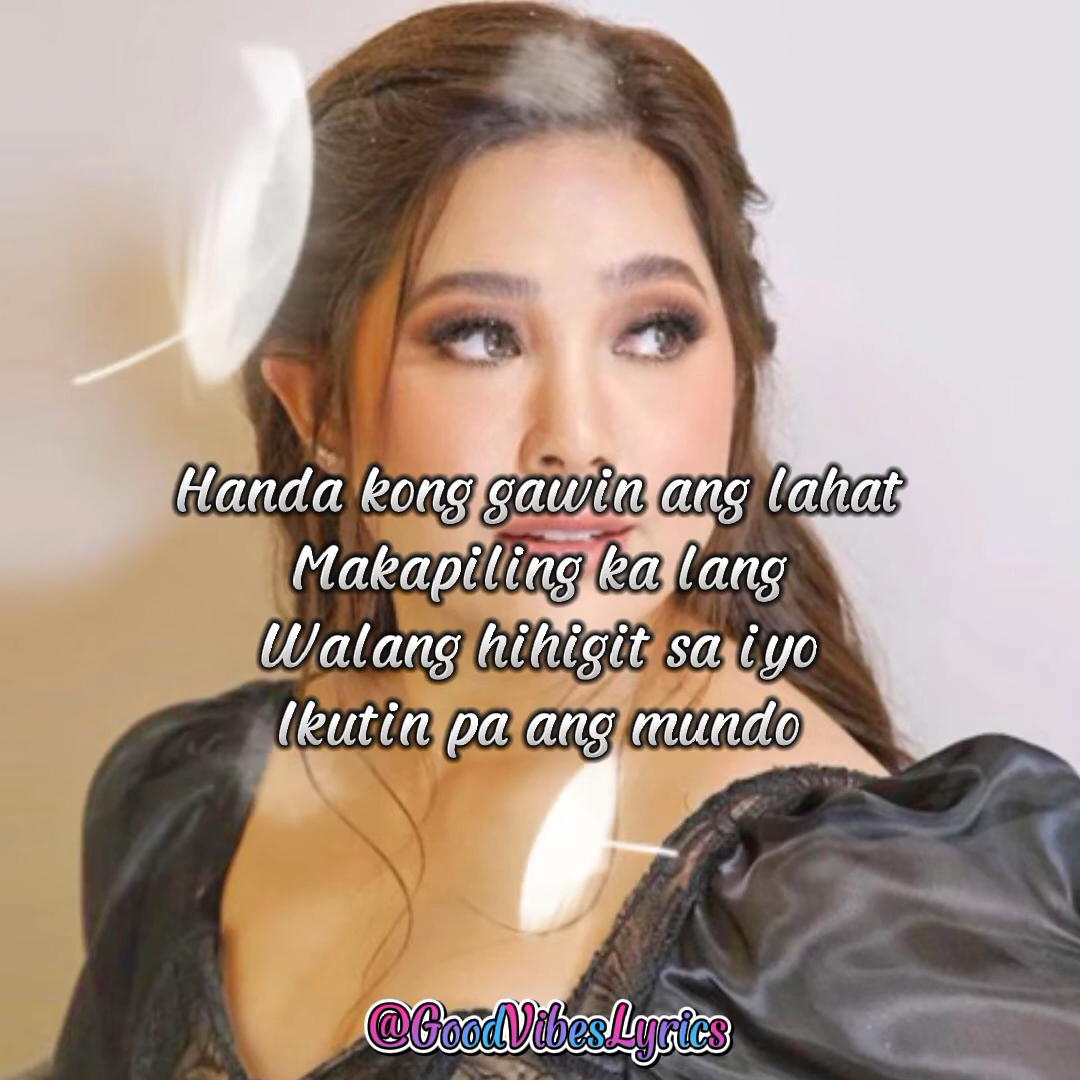 Handa kong gawin ang lahat
Makapiling ka lang
Walang hihigit sa iyo
Ikutin pa ang mundo
@GoodVibesLyrics